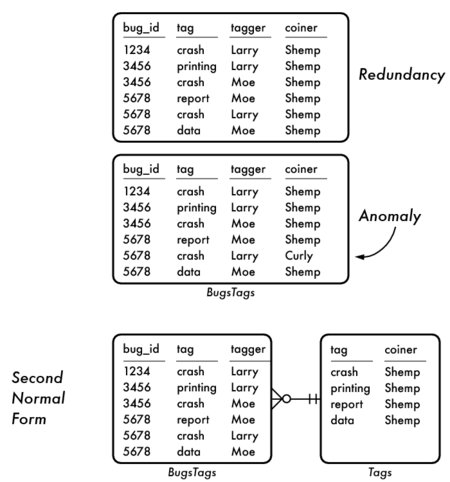 bug_id tag tagger coiner
1234 crash Larry Shemp
3456 printing Larry Shemp
3456 crash Moe Shemp
5678 report Moe Shemp
5678 crash Larry Shemp
5678 data Moe Shemp
Redundancy
bug_id tag tagger coiner
1234 crash Larry Shemp
3456 printing Larry Shemp
3456 crash Moe Shemp
5678 report Moe Shemp
5678 crash Larry Curly
5678 data Moe Shemp
Anomaly
BugsTags
Second
Normal
Form
bug_id tag tagger
1234 crash Larry
3456 printing Larry
3456 crash Moe
5678 report Moe
5678 crash Larry
5678 data Moe
BugsTags
tag coiner
crash Shemp
printing Shemp
report Shemp
data Shemp
Tags